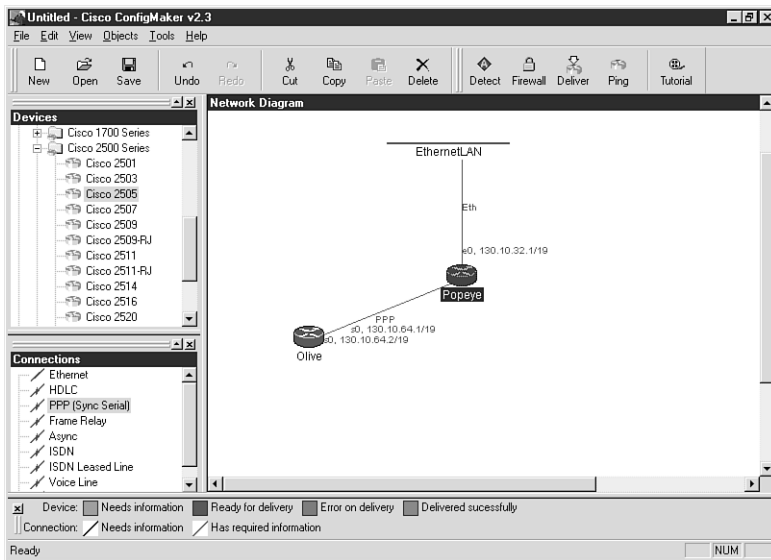 Untitled - Cisco ConfigMaker v2.3
File Edit View Objects Tools Help
New Open Save Undo Redo Cut Copy Paste Delete Detect Firewall Deliver Ping Tutorial
Devices
Cisco 1700 Series
Cisco 2500 Series
Cisco 2501
Cisco 2503
Cisco 2505
Cisco 2507
Cisco 2509
Cisco 2509-RJ
Cisco 2511
Cisco 2511-RJ
Cisco 2514
Cisco 2516
Cisco 2520
Connections
Ethernet
HDLC
PPP (Sync Serial)
Frame Relay
Async
ISDN
ISDN Leased Line
Voice Line
Network Diagram
EthernetLAN
Eth
e0, 130.10.32.1/19
Popeye
PPP
s0, 130.10.64.1/19
s0, 130.10.64.2/19
Olive
Device: Needs information Ready for delivery Error on delivery Delivered sucessfully
Connection: Needs information Has required information
Ready NUM